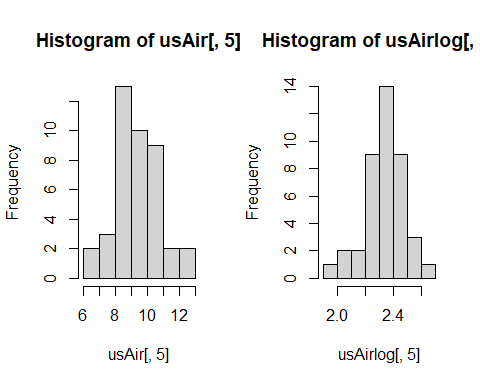 Histogram of usAir[, 5]
Frequency
0 2 4 6 8 10
6 8 10 12
usAir[, 5]
Histogram of usAirlog[, 
Frequency
0 2 4 6 8 10 14
2.0 2.4
usAirlog[, 5]